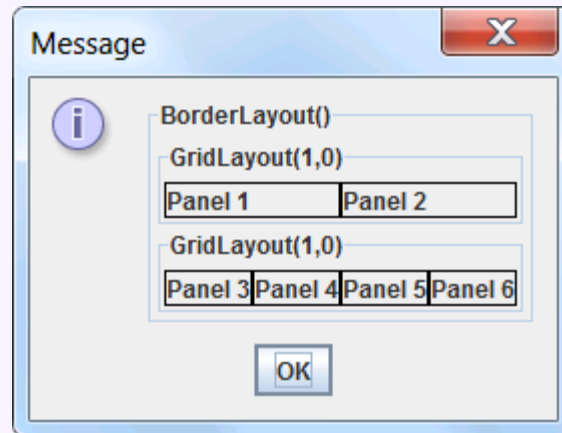 Message
BorderLayout()
GridLayout(1,0)
Panel 1 Panel 2
GridLayout(1,0)
Panel 3 Panel 4 Panel 5 Panel 6
OK